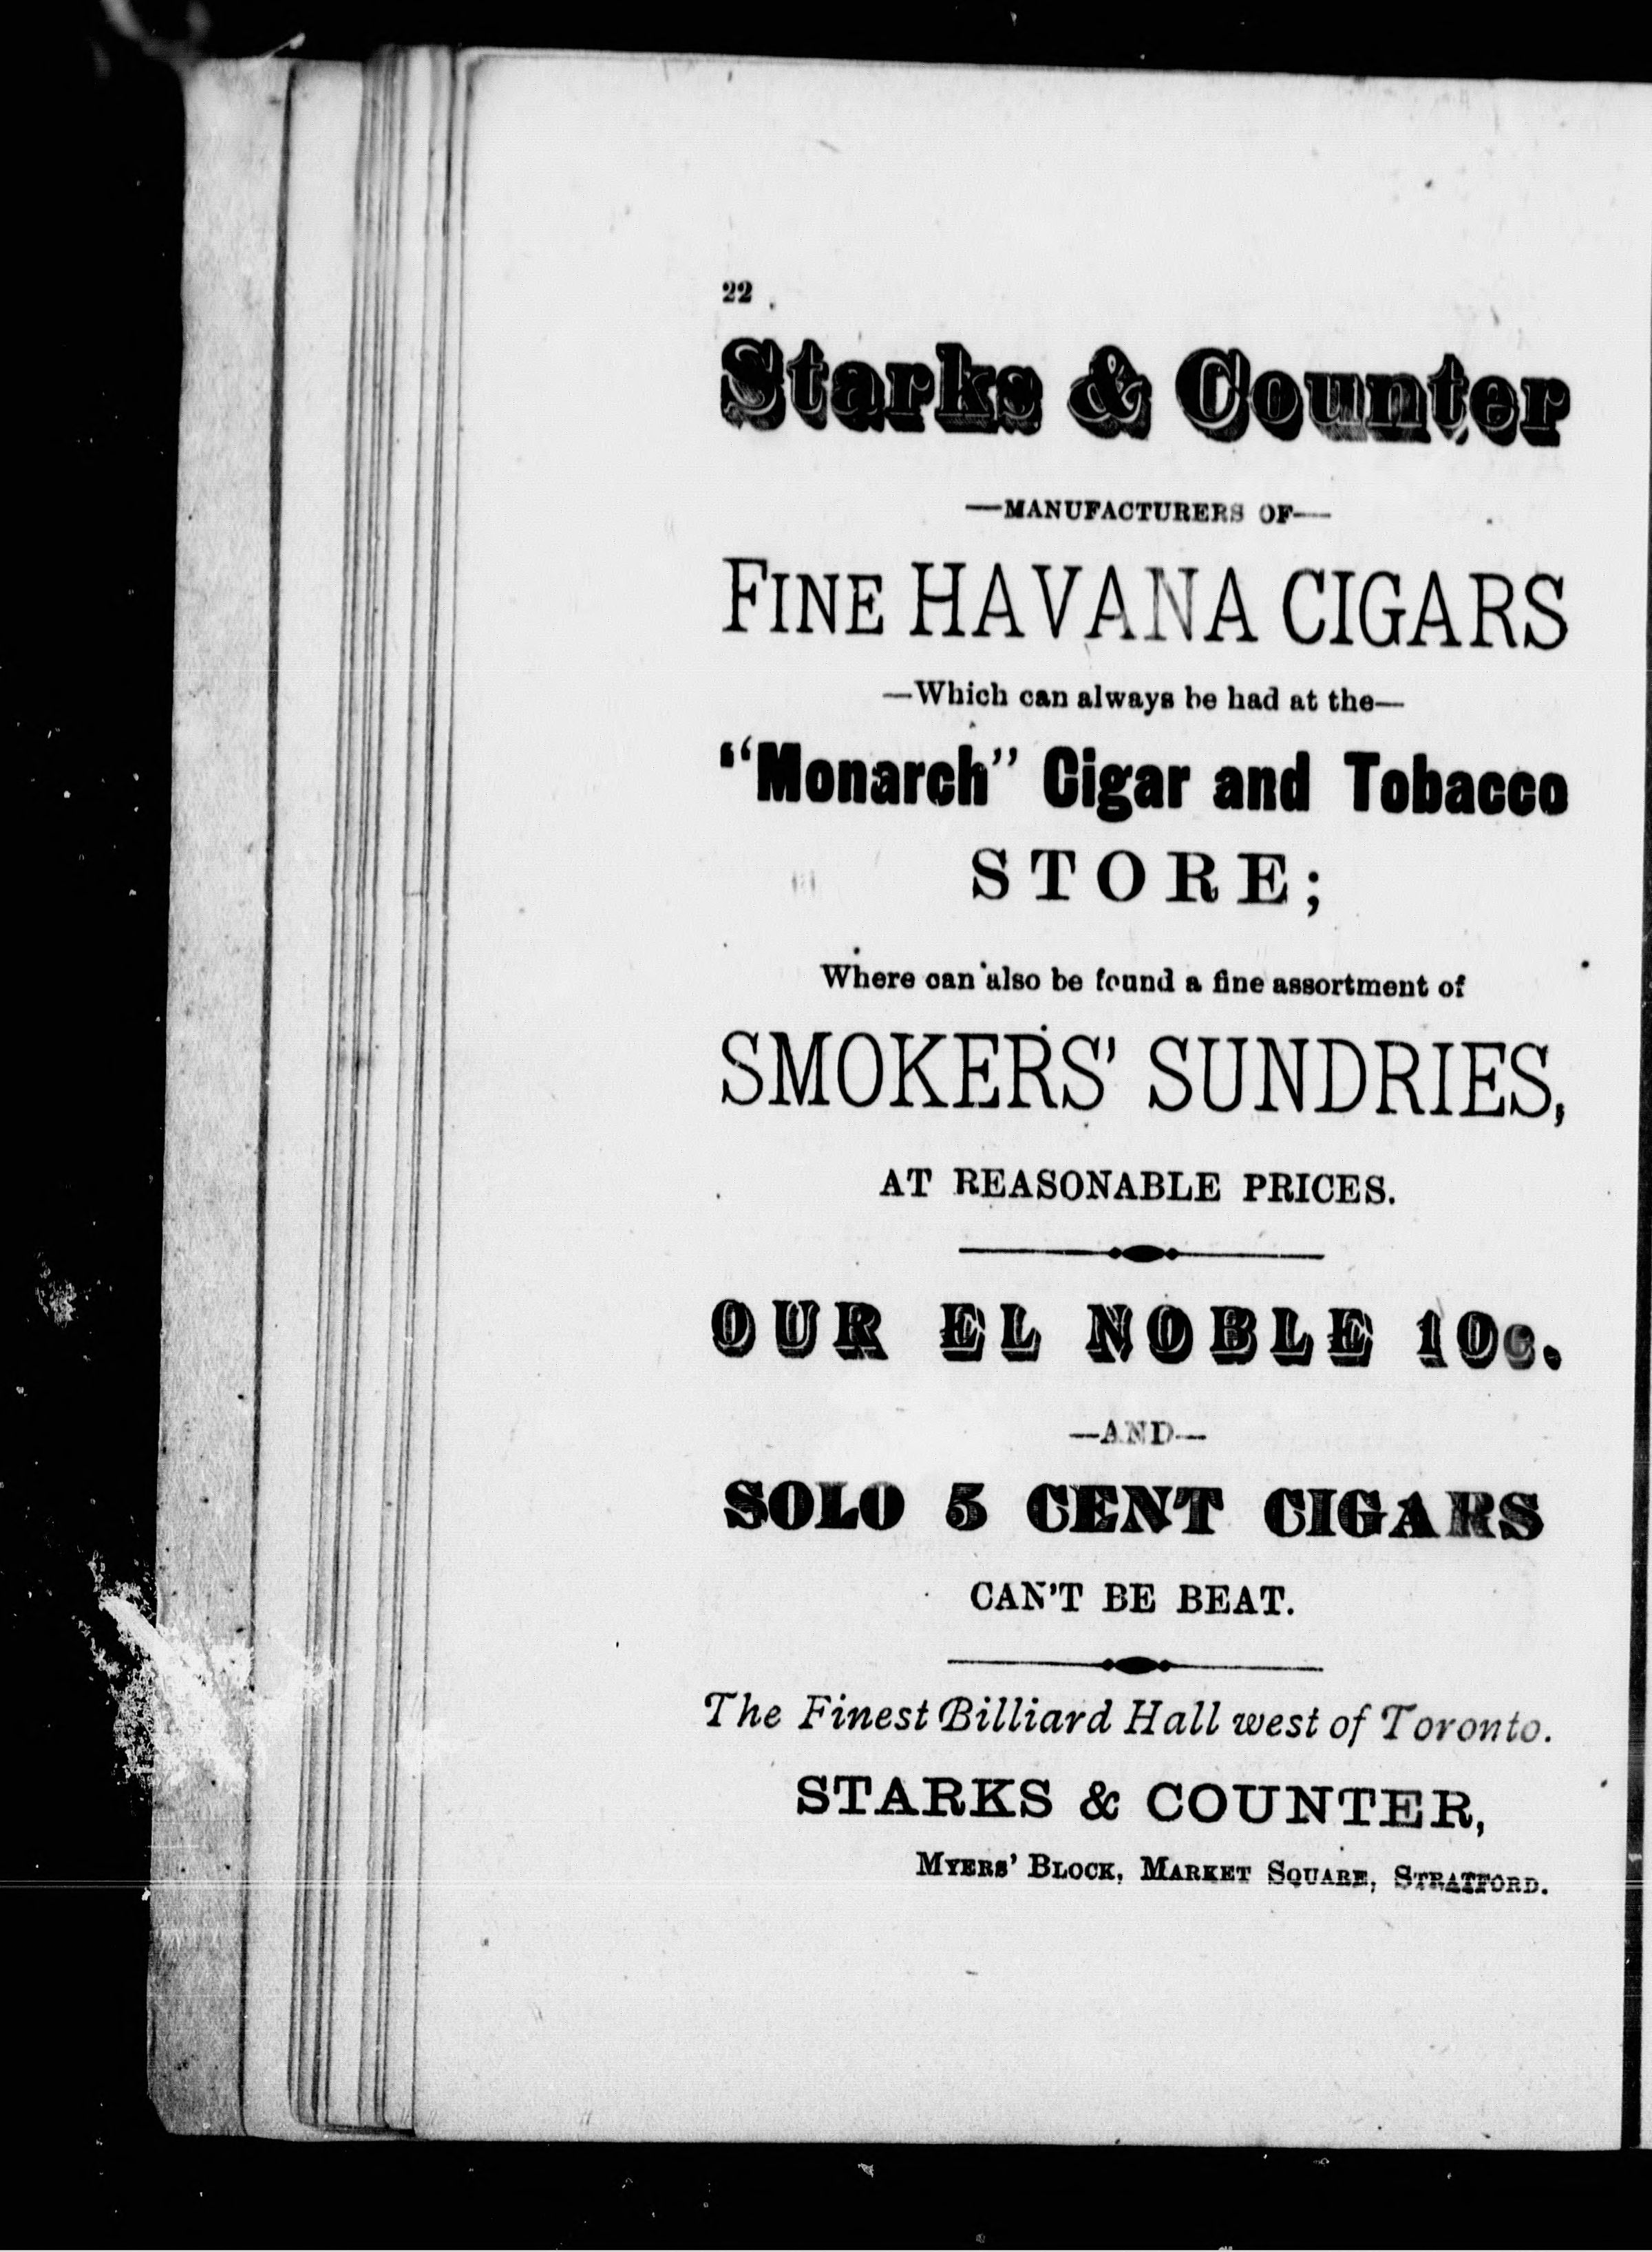 22
Starks & Counter
—MANUFACTURERS OF—
FINE HAVANA CIGARS
—Which can always be had at the—
"Monarch" Cigar and Tobacco
STORE;
Where can also be found a fine assortment of
SMOKERS' SUNDRIES,
AT REASONABLE PRICES.
OUR EL NOBLE 10c.
—AND—
SOLO 5 CENT CIGARS
CAN'T BE BEAT.
The Finest Billiard Hall west of Toronto.
STARKS & COUNTER,
MYERS' BLOCK, MARKET SQUARE, STRATFORD.